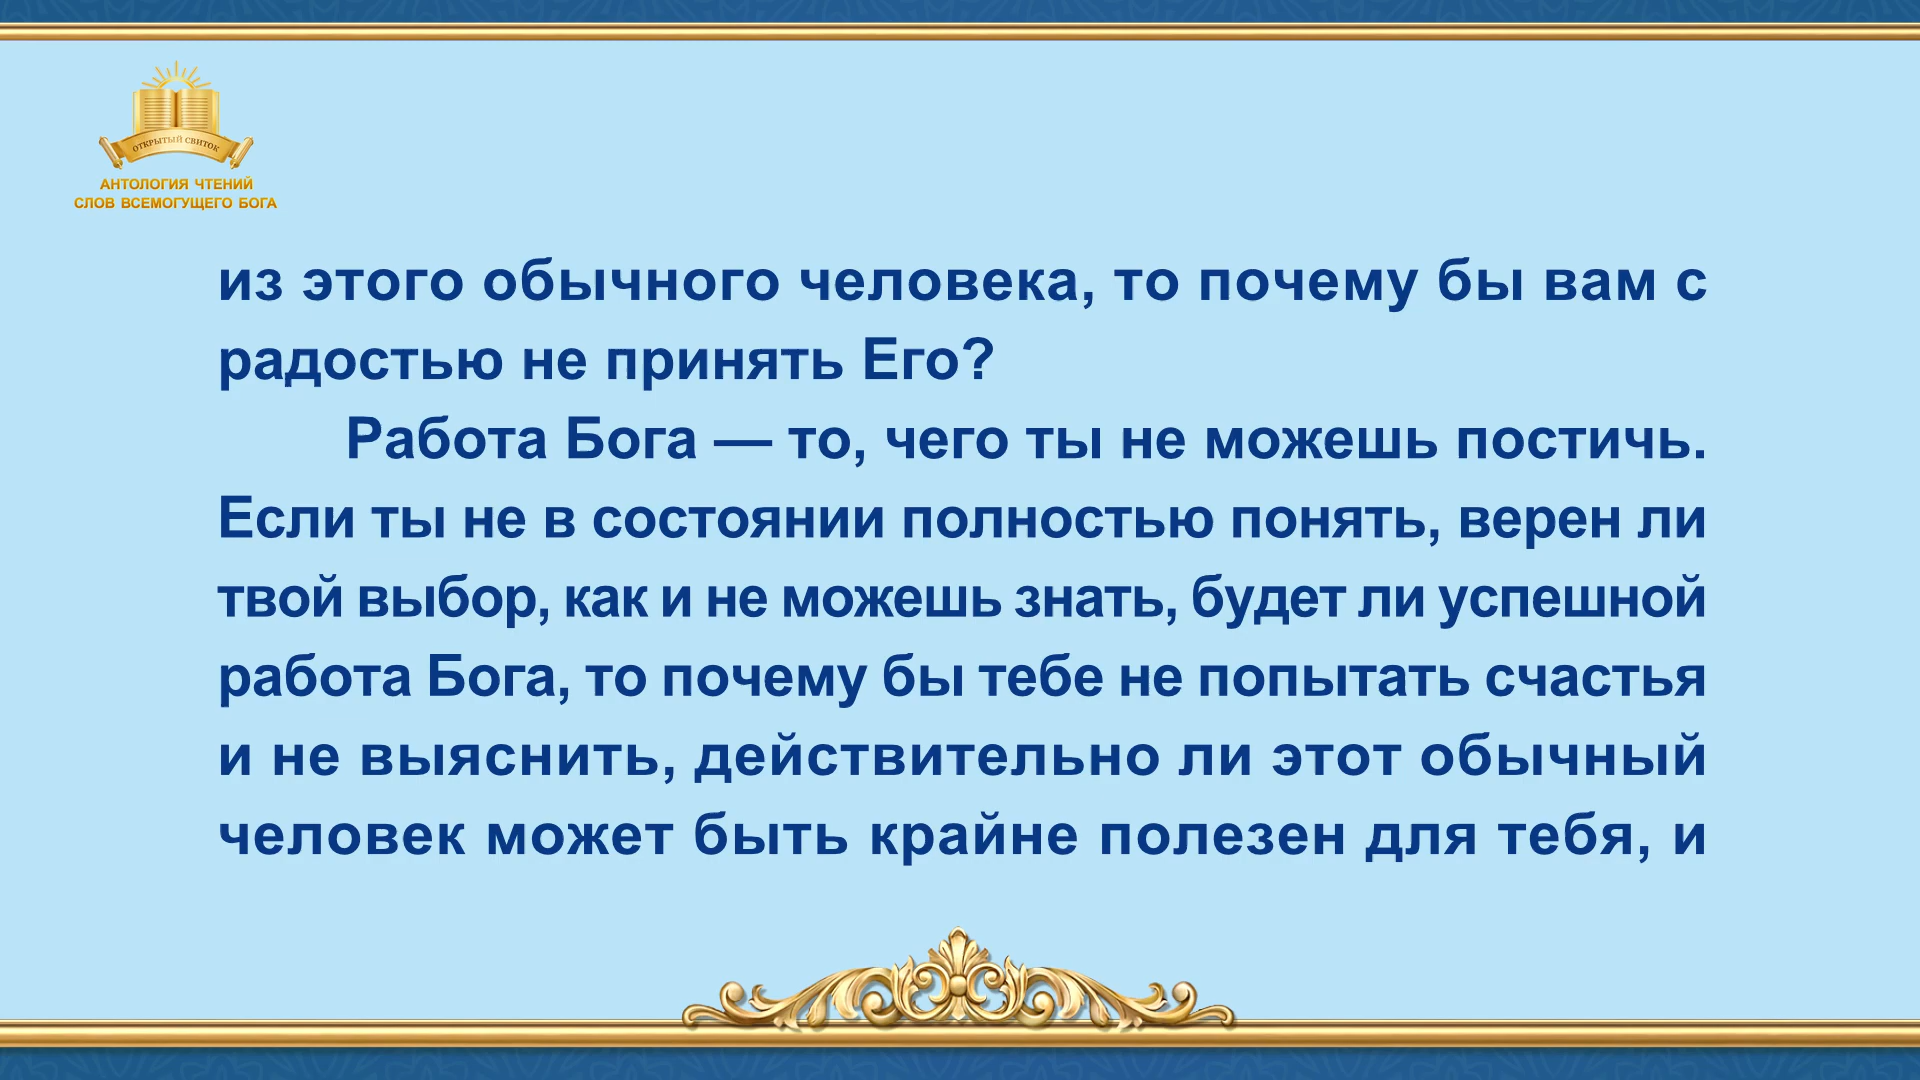 ОТКРЫТЫЙ СВИТОК
АНТОЛОГИЯ ЧТЕНИЙ
СЛОВ ВСЕМОГУЩЕГО БОГА
из этого обычного человека, то почему бы вам с
радостью не принять Его?
Работа Бога — то, чего ты не можешь постичь.
Если ты не в состоянии полностью понять, верен ли
твой выбор, как и не можешь знать, будет ли успешной
работа Бога, то почему бы тебе не попытать счастья
и не выяснить, действительно ли этот обычный
человек может быть крайне полезен для тебя, и